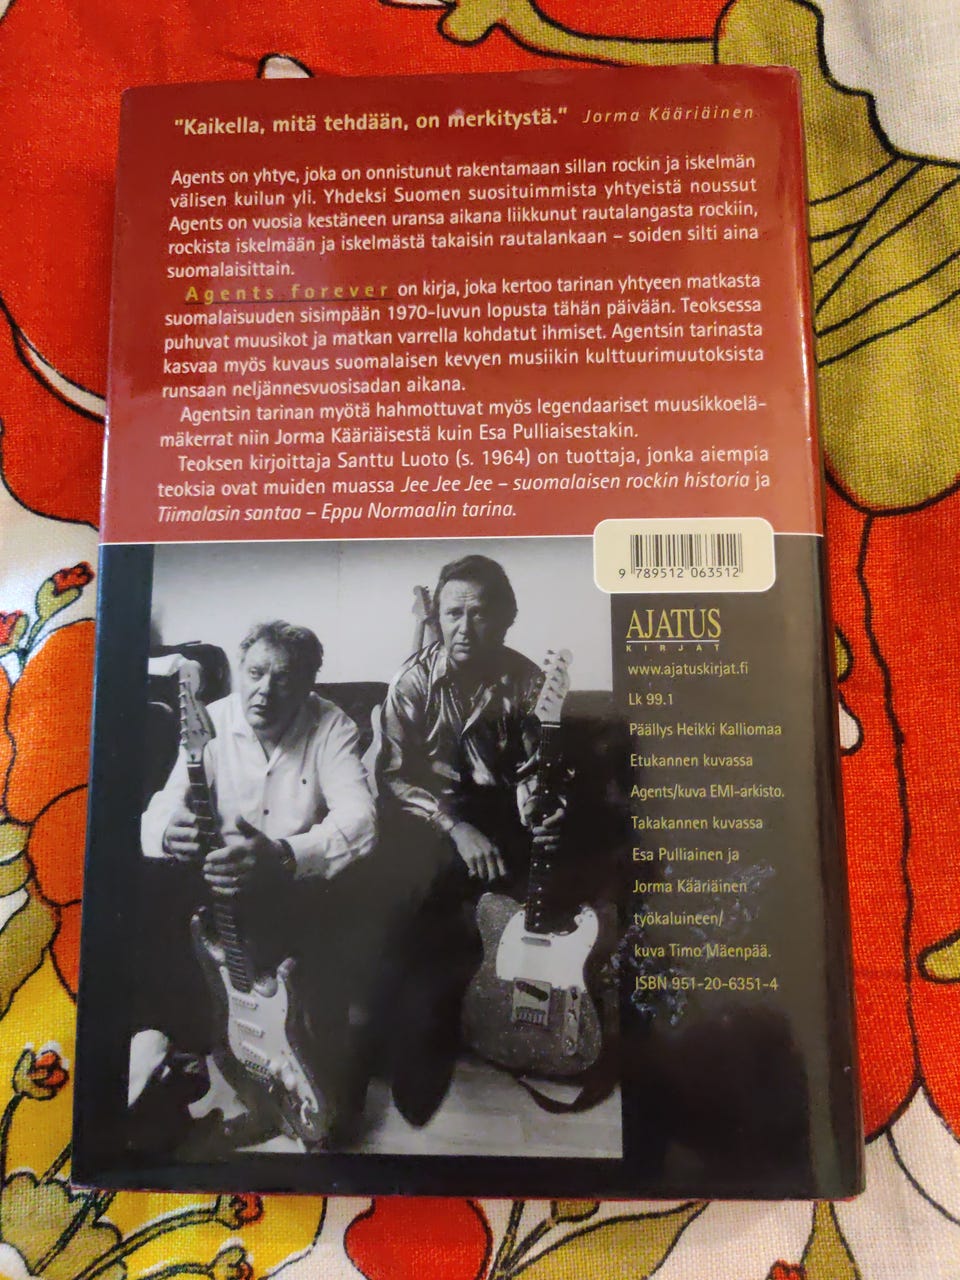 "Kaikella, mitä tehdään, on merkitystä." Jorma Kääriäinen
Agents on yhtye, joka on onnistunut rakentamaan sillan rockin ja iskelmän
välisen kuilun yli. Yhdeksi Suomen suosituimmista yhtyeistä noussut
Agents on vuosia kestäneen uransa aikana liikkunut rautalangasta rockiin,
rockista iskelmään ja iskelmästä takaisin rautalankaan – soiden silti aina
suomalaisittain.
Agents forever on kirja, joka kertoo tarinan yhtyeen matkasta
suomalaisuuden sisimpään 1970-luvun lopusta tähän päivään. Teoksessa
puhuvat muusikot ja matkan varrella kohdatut ihmiset. Agentsin tarinasta
kasvaa myös kuvaus suomalaisen kevyen musiikin kulttuurimuutoksista
runsaan neljännesvuosisadan aikana.
Agentsin tarinan myötä hahmottuvat myös legendaariset muusikkoelä-
mäkerrat niin Jorma Kääriäisestä kuin Esa Pulliaisestakin.
Teoksen kirjoittaja Santtu Luoto (s. 1964) on tuottaja, jonka aiempia
teoksia ovat muiden muassa Jee Jee Jee – suomalaisen rockin historia ja
Tiimalasin santaa – Eppu Normaalin tarina.
9 789512 063512
AJATUS
KIRJAT
www.ajatuskirjat.fi
Lk 99.1
Päällys Heikki Kalliomaa
Etukannen kuvassa
Agents/kuva EMI-arkisto.
Takakannen kuvassa
Esa Pulliainen ja
Jorma Kääriäinen
työkaluineen/
kuva Timo Mäenpää.
ISBN 951-20-6351-4